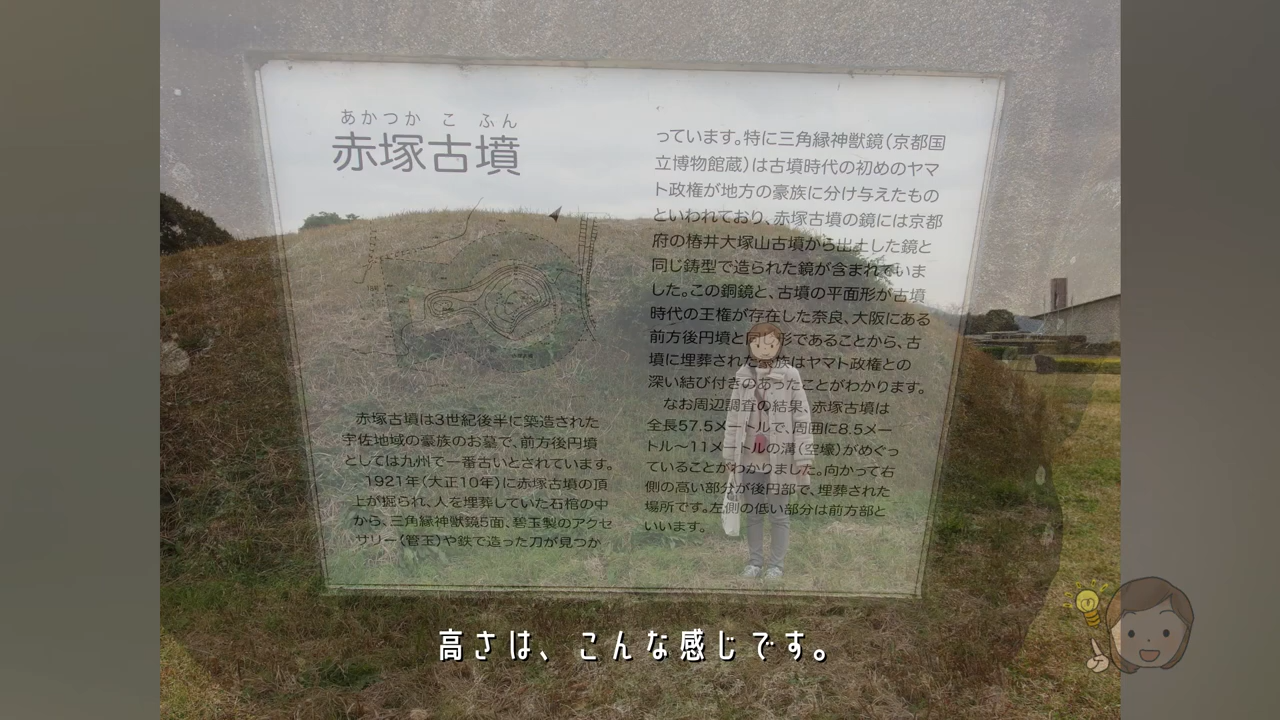 あかつか こ ふん
赤塚古墳
赤塚古墳は3世紀後半に築造された
宇佐地域の豪族のお墓で、前方後円墳
としては九州で一番古いとされています。
1921年(大正10年)に赤塚古墳の頂
上が掘られ、人を埋葬していた石棺の中
から、三角縁神獣鏡5面、碧玉製のアクセ
サリー(管玉)や鉄で造った刀が見つか
っています。特に三角縁神獣鏡(京都国
立博物館蔵)は古墳時代の初めのヤマ
ト政権が地方の豪族に分け与えたもの
といわれており、赤塚古墳の鏡には京都
府の椿井大塚山古墳から出土した鏡と
同じ鋳型で造られた鏡が含まれていま
した。この銅鏡と、古墳の平面形が古墳
時代の王権が存在した奈良、大阪にある
前方後円墳と同じ形であることから、古
墳に埋葬された豪族はヤマト政権との
深い結び付きのあったことがわかります。
なお周辺調査の結果、赤塚古墳は
全長57.5メートルで、周囲に8.5メー
トル～11メートルの溝(空壕)がめぐっ
ていることがわかりました。向かって右
側の高い部分が後円部で、埋葬された
場所です。左側の低い部分は前方部と
いいます。
高さは、こんな感じです。